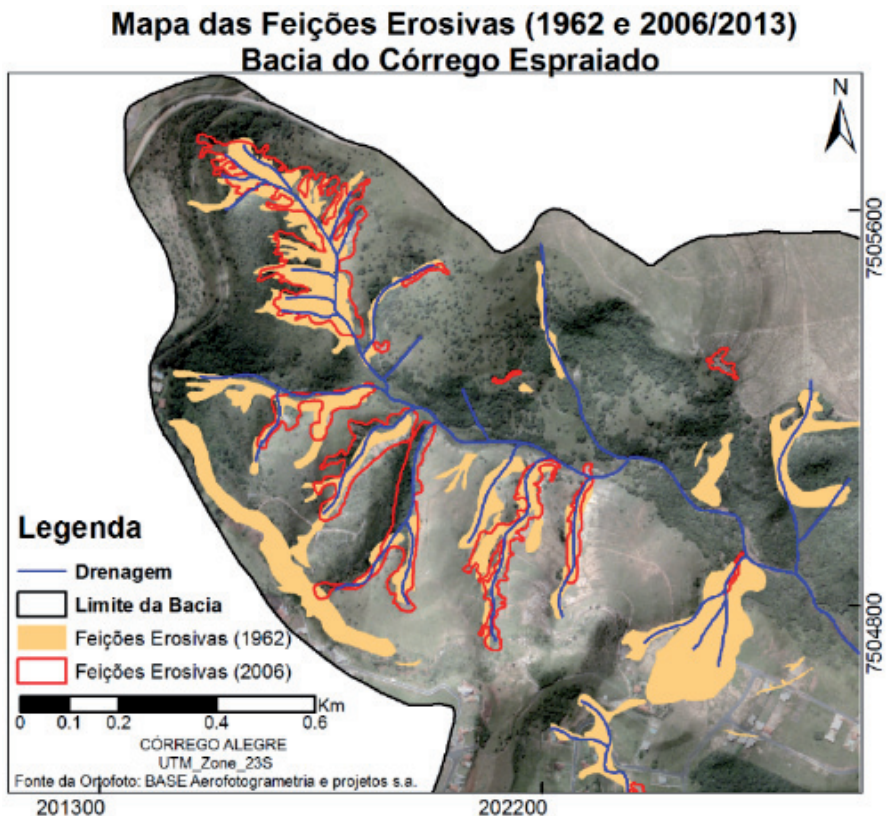 Mapa das Feições Erosivas (1962 e 2006/2013)
Bacia do Córrego Espraiado
N
7505600
7504800
Legenda
Drenagem
Limite da Bacia
Feições Erosivas (1962)
Feições Erosivas (2006)
0 0.1 0.2 0.4 0.6 Km
CÓRREGO ALEGRE
UTM_Zone_23S
Fonte da Ortofoto: BASE Aerofotogrametria e projetos s.a.
201300 202200